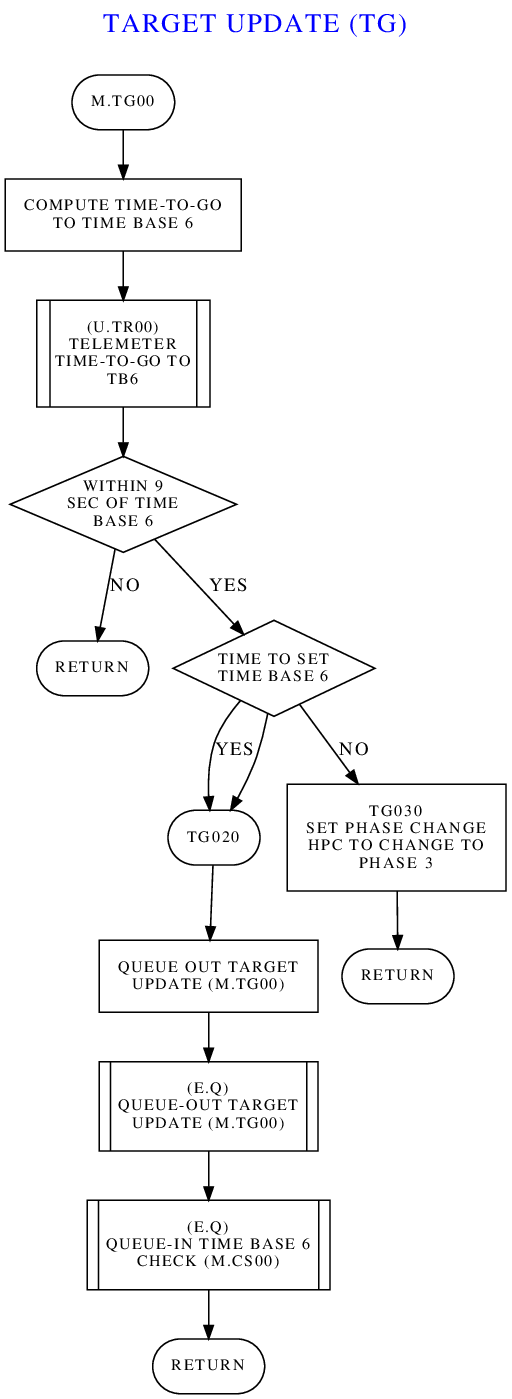 TARGET UPDATE (TG)
M.TG00
COMPUTE TIME-TO-GO
TO TIME BASE 6
(U.TR00)
TELEMETER
TIME-TO-GO TO
TB6
WITHIN 9
SEC OF TIME
BASE 6
NO
YES
RETURN
TIME TO SET
TIME BASE 6
YES
NO
TG020
TG030
SET PHASE CHANGE
HPC TO CHANGE TO
PHASE 3
QUEUE OUT TARGET
UPDATE (M.TG00)
RETURN
(E.Q)
QUEUE-OUT TARGET
UPDATE (M.TG00)
(E.Q)
QUEUE-IN TIME BASE 6
CHECK (M.CS00)
RETURN